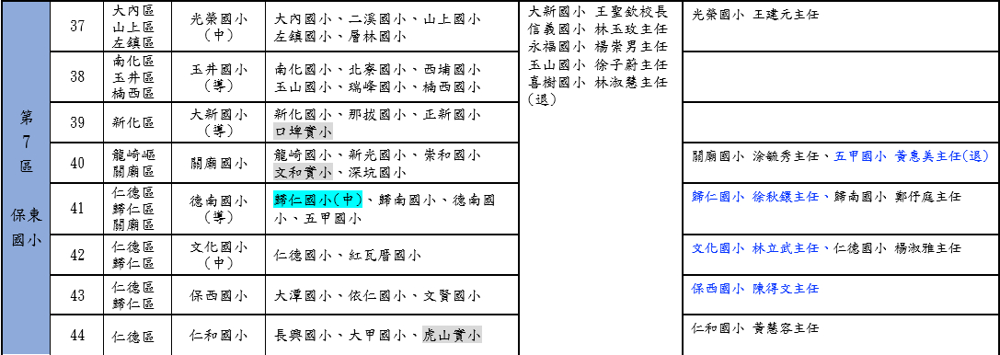 第
7
區
保東
國小
37
大內區
山上區
左鎮區
光榮國小
(中)
大內國小、二溪國小、山上國小
左鎮國小、層林國小
大新國小 王聖欽校長
信義國小 林玉玫主任
永福國小 楊崇男主任
玉山國小 徐子蔚主任
喜樹國小 林淑慧主任
(退)
光榮國小 王建元主任
38
南化區
玉井區
楠西區
玉井國小
(導)
南化國小、北寮國小、西埔國小
玉山國小、瑞峰國小、楠西國小
39
新化區
大新國小
(導)
新化國小、那拔國小、正新國小
口埤實小
40
龍崎嶇
關廟區
關廟國小
龍崎國小、新光國小、崇和國小
文和實小、深坑國小
關廟國小 涂毓秀主任、五甲國小 黃惠美主任(退)
41
仁德區
歸仁區
關廟區
德南國小
(導)
歸仁國小(中)、歸南國小、德南國
小、五甲國小
歸仁國小 徐秋鐶主任、歸南國小 鄭伃庭主任
42
仁德區
歸仁區
文化國小
(中)
仁德國小、紅瓦厝國小
文化國小 林立武主任、仁德國小 楊淑雅主任
43
仁德區
歸仁區
保西國小
大潭國小、依仁國小、文賢國小
保西國小 陳得文主任
44
仁德區
仁和國小
長興國小、大甲國小、虎山實小
仁和國小 黃慧容主任